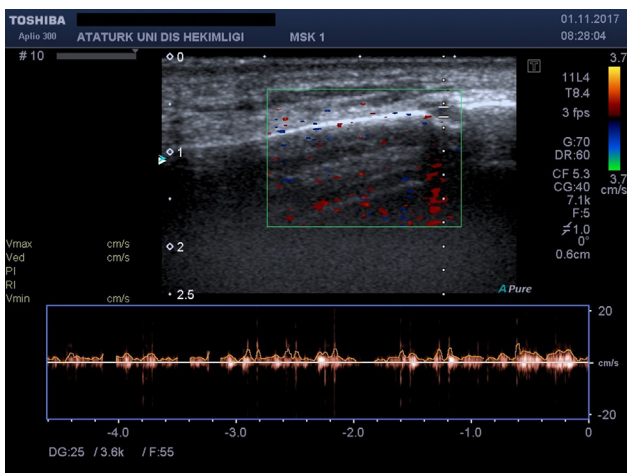 TOSHIBA
01.11.2017
Aplio 300 ATATURK UNI DIS HEKIMLIGI MSK 1 08:28:04
#10
0
T
3.7
11L4
T8.4
3 fps
G:70
DR:60
1
CF 5.3
3.7
CG:40
cm/s
7.1k
F:5
1.0
0°
0.6cm
2
Vmax cm/s
Ved cm/s
PI
RI
Vmin cm/s
2.5
APure
20
cm/s
-20
-4.0 -3.0 -2.0 -1.0 0
DG:25 /3.6k /F:55